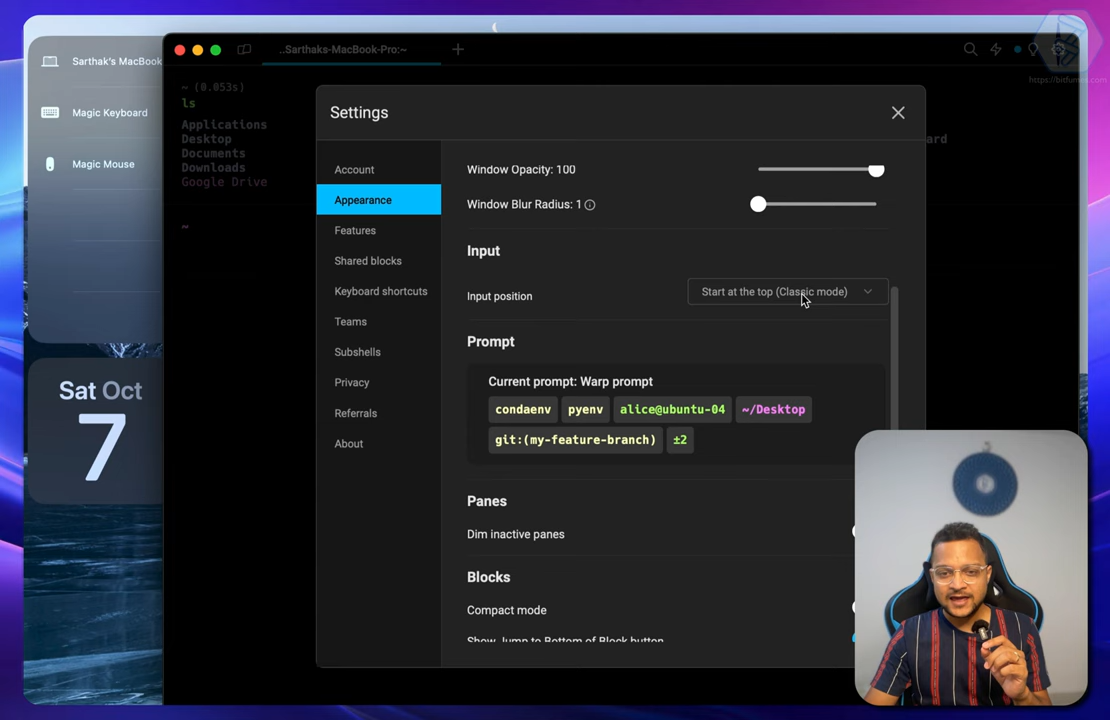 Sarthak's MacBook
Magic Keyboard
Magic Mouse
Sat Oct
7
..Sarthaks-MacBook-Pro:~
https://bitfumes.com
~ (0.053s)
ls
Applications
Desktop
Documents
Downloads
Google Drive
ard
~
Settings
Account
Appearance
Features
Shared blocks
Keyboard shortcuts
Teams
Subshells
Privacy
Referrals
About
Window Opacity: 100
Window Blur Radius: 1
Input
Input position
Start at the top (Classic mode)
Prompt
Current prompt: Warp prompt
condaenv pyenv alice@ubuntu-04 ~/Desktop
git:(my-feature-branch) ±2
Panes
Dim inactive panes
Blocks
Compact mode
Show Jump to Bottom of Block button